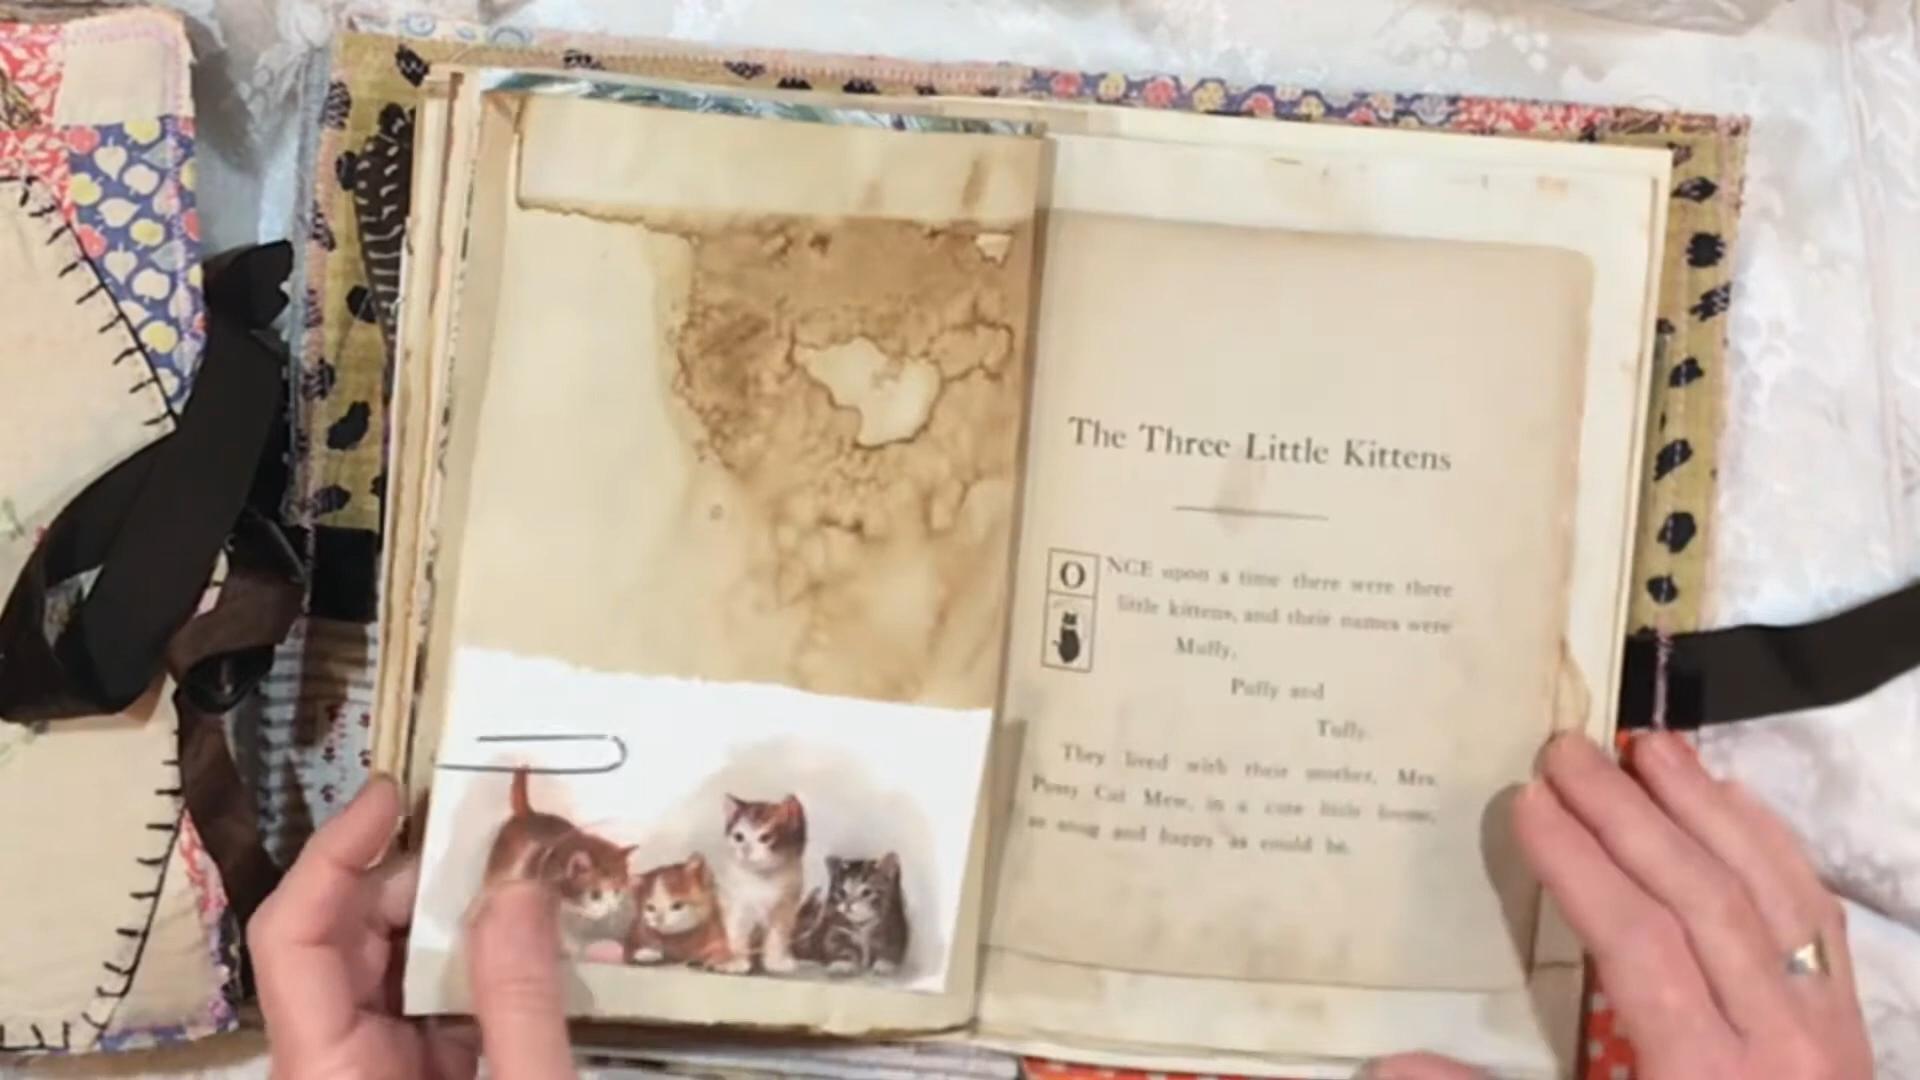 The Three Little Kittens
ONCE upon a time there were three
little kittens, and their names were
Muffy,
Puffy and
Tuffy.
They lived with their mother, Mrs.
Pussy Cat Mew, in a cute little house,
as snug and happy as could be.